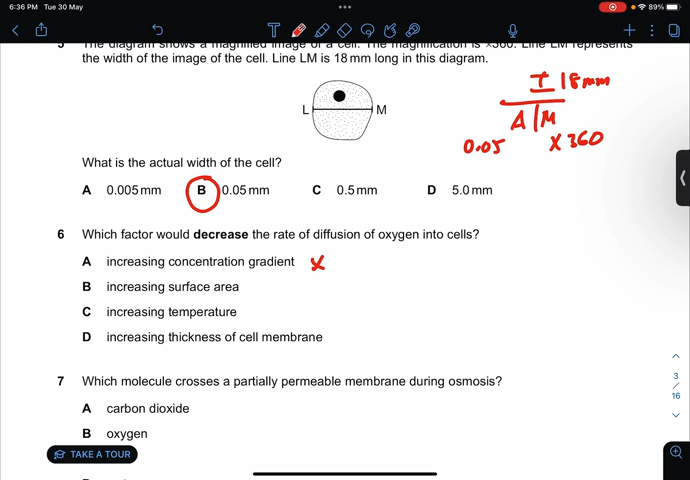 6:36 PM Tue 30 May
89%
5 The diagram shows a magnified image of a cell. The magnification is ×360. Line LM represents
the width of the image of the cell. Line LM is 18 mm long in this diagram.
I 18mm
A M
0.05 ×360
L M
What is the actual width of the cell?
A 0.005 mm B 0.05 mm C 0.5 mm D 5.0 mm
6 Which factor would decrease the rate of diffusion of oxygen into cells?
A increasing concentration gradient ×
B increasing surface area
C increasing temperature
D increasing thickness of cell membrane
7 Which molecule crosses a partially permeable membrane during osmosis?
A carbon dioxide
B oxygen
3
/
16
TAKE A TOUR